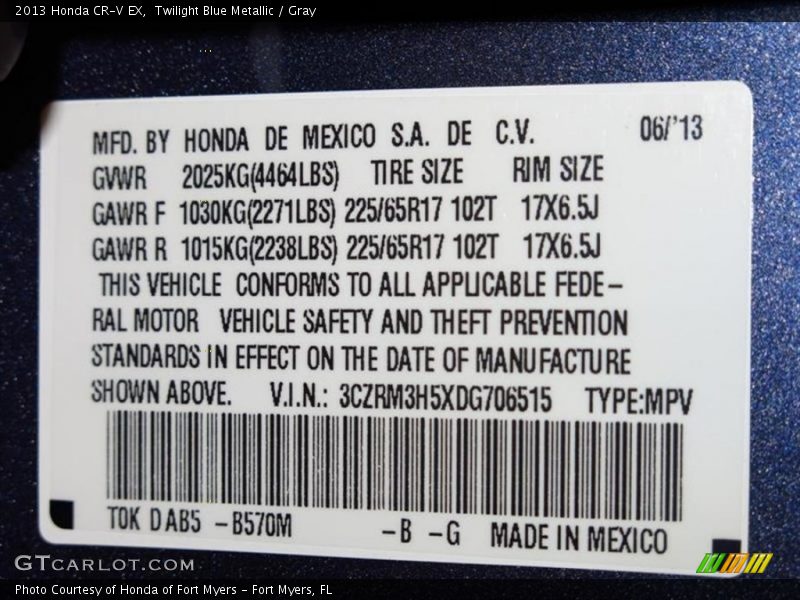 2013 Honda CR-V EX,  Twilight Blue Metallic / Gray
MFD. BY HONDA DE MEXICO S.A. DE C.V. 06/'13
GVWR 2025KG(4464LBS) TIRE SIZE RIM SIZE
GAWR F 1030KG(2271LBS) 225/65R17 102T 17X6.5J
GAWR R 1015KG(2238LBS) 225/65R17 102T 17X6.5J
THIS VEHICLE CONFORMS TO ALL APPLICABLE FEDE-
RAL MOTOR VEHICLE SAFETY AND THEFT PREVENTION
STANDARDS IN EFFECT ON THE DATE OF MANUFACTURE
SHOWN ABOVE. V.I.N.: 3CZRM3H5XDG706515 TYPE:MPV
T0K DAB5 -B570M -B -G MADE IN MEXICO
GTCARLOT.COM
Photo Courtesy of Honda of Fort Myers - Fort Myers, FL